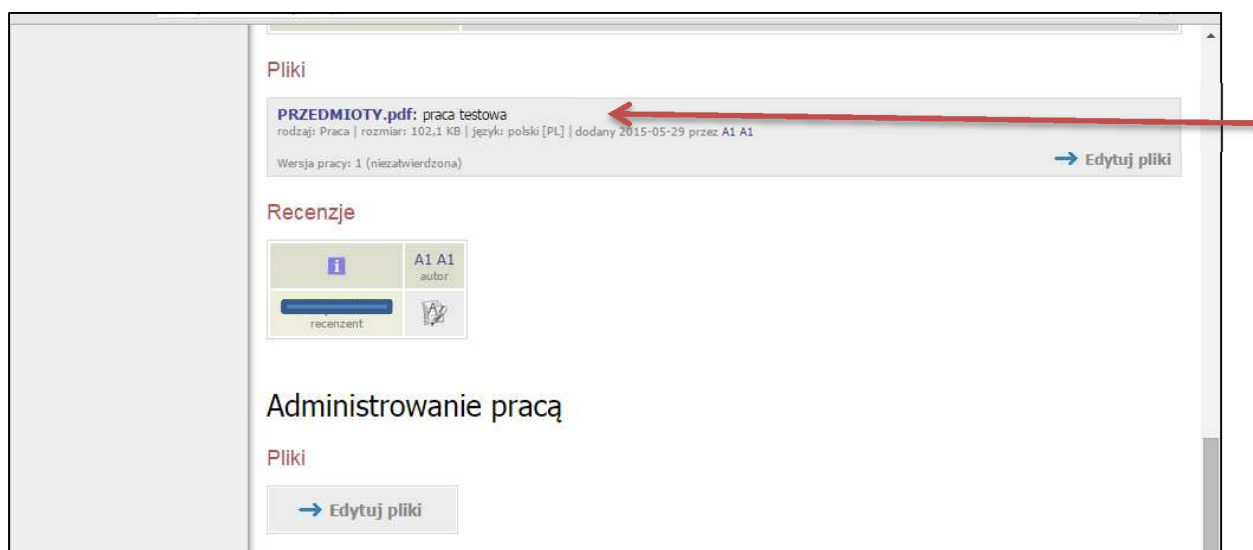 Pliki
PRZEDMIOTY.pdf: praca testowa
rodzaj: Praca | rozmiar: 102,1 KB | język: polski [PL] | dodany 2015-05-29 przez A1 A1
Wersja pracy: 1 (niezatwierdzona)
→ Edytuj pliki
Recenzje
i
A1 A1
autor
recenzent
Administrowanie pracą
Pliki
→ Edytuj pliki